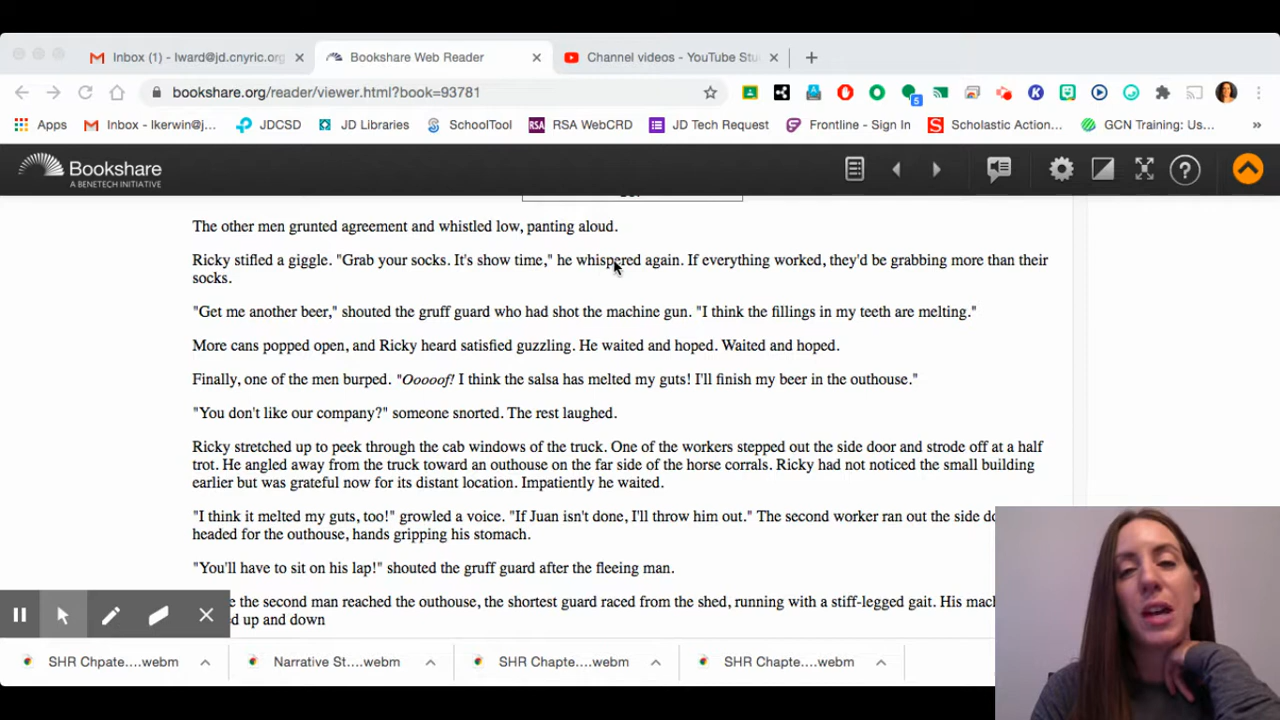 Inbox (1) - lward@jd.cnyric.org
Bookshare Web Reader
Channel videos - YouTube Stu
bookshare.org/reader/viewer.html?book=93781
5
Apps
Inbox - lkerwin@j...
JDCSD
JD Libraries
SchoolTool
RSA WebCRD
JD Tech Request
Frontline - Sign In
Scholastic Action...
GCN Training: Us...
»
Bookshare
A BENETECH INITIATIVE
The other men grunted agreement and whistled low, panting aloud.
Ricky stifled a giggle. "Grab your socks. It's show time," he whispered again. If everything worked, they'd be grabbing more than their
socks.
"Get me another beer," shouted the gruff guard who had shot the machine gun. "I think the fillings in my teeth are melting."
More cans popped open, and Ricky heard satisfied guzzling. He waited and hoped. Waited and hoped.
Finally, one of the men burped. "Ooooof! I think the salsa has melted my guts! I'll finish my beer in the outhouse."
"You don't like our company?" someone snorted. The rest laughed.
Ricky stretched up to peek through the cab windows of the truck. One of the workers stepped out the side door and strode off at a half
trot. He angled away from the truck toward an outhouse on the far side of the horse corrals. Ricky had not noticed the small building
earlier but was grateful now for its distant location. Impatiently he waited.
"I think it melted my guts, too!" growled a voice. "If Juan isn't done, I'll throw him out." The second worker ran out the side do
headed for the outhouse, hands gripping his stomach.
"You'll have to sit on his lap!" shouted the gruff guard after the fleeing man.
e the second man reached the outhouse, the shortest guard raced from the shed, running with a stiff-legged gait. His mach
d up and down
SHR Chpate....webm
Narrative St....webm
SHR Chapte....webm
SHR Chapte....webm